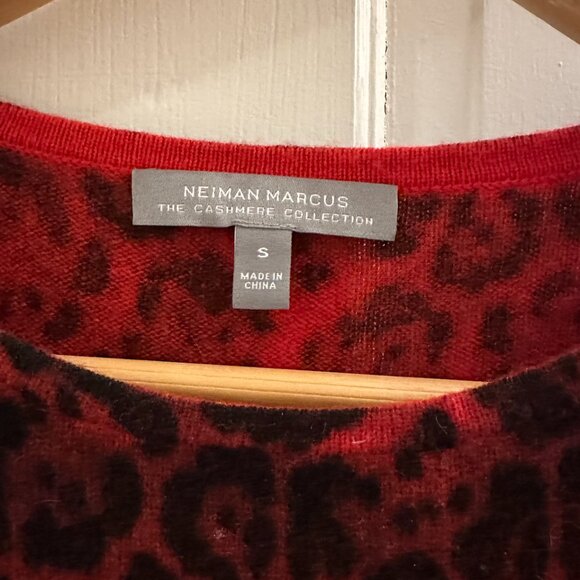 NEIMAN MARCUS
THE CASHMERE COLLECTION
S
MADE IN
CHINA